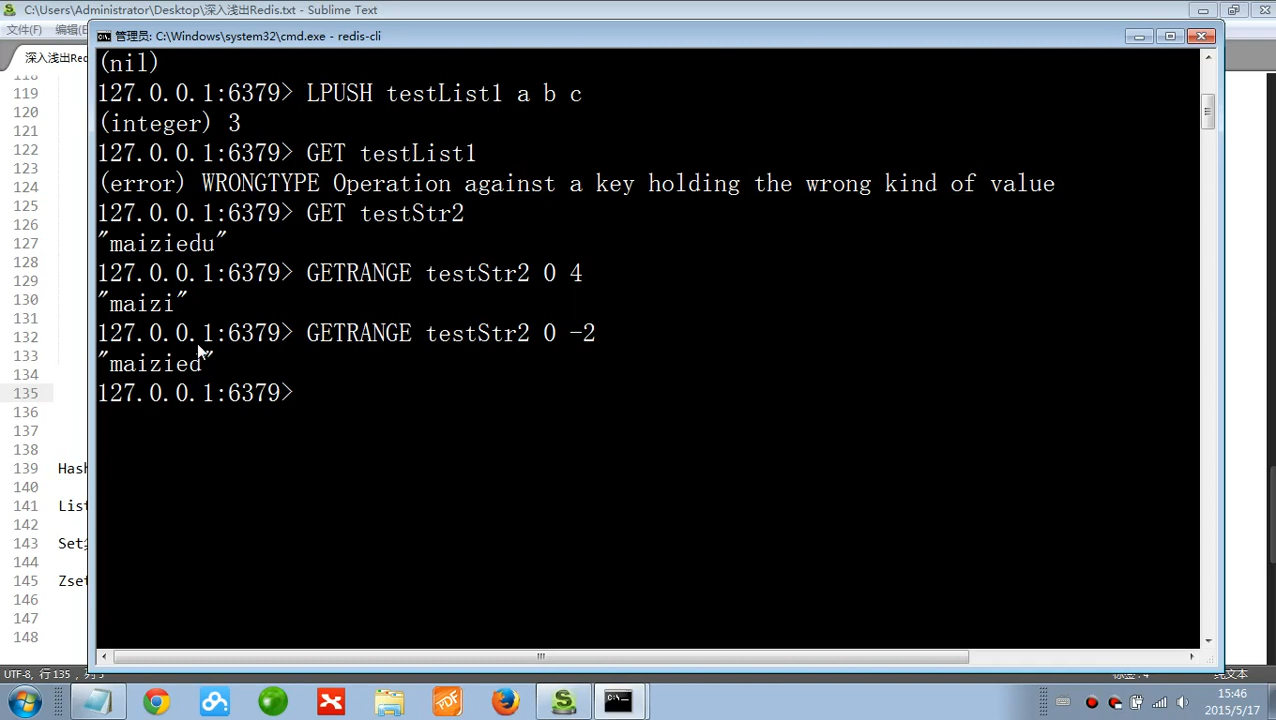 C:\Users\Administrator\Desktop\深入浅出Redis.txt - Sublime Text
文件(F) 编辑(E)
管理员: C:\Windows\system32\cmd.exe - redis-cli
深入浅出Red
(nil)
127.0.0.1:6379> LPUSH testList1 a b c
(integer) 3
127.0.0.1:6379> GET testList1
(error) WRONGTYPE Operation against a key holding the wrong kind of value
127.0.0.1:6379> GET testStr2
"maiziedu"
127.0.0.1:6379> GETRANGE testStr2 0 4
"maizi"
127.0.0.1:6379> GETRANGE testStr2 0 -2
"maizied"
127.0.0.1:6379>
118
119
120
121
122
123
124
125
126
127
128
129
130
131
132
133
134
135
136
137
138
139 Hash
140
141 List
142
143 Set
144
145 Zset
146
147
148
UTF-8, 行 135
纯文本
PDF
C:\
15:46
2015/5/17